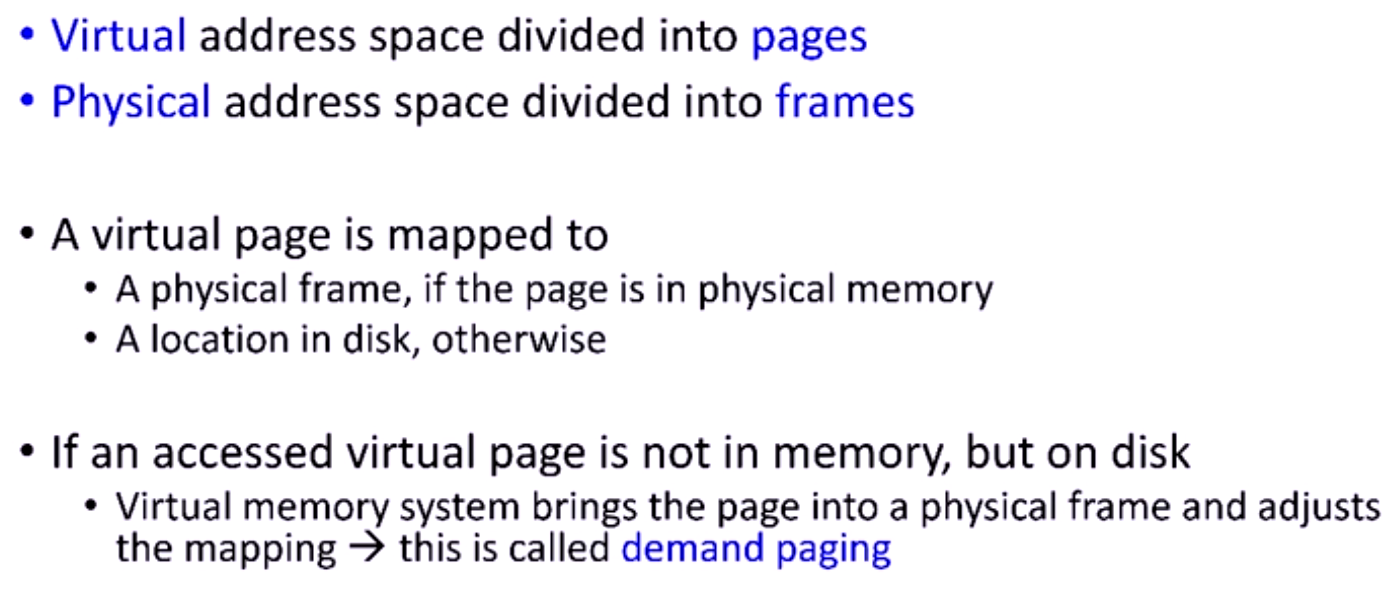 • Virtual address space divided into pages
• Physical address space divided into frames
• A virtual page is mapped to
• A physical frame, if the page is in physical memory
• A location in disk, otherwise
• If an accessed virtual page is not in memory, but on disk
• Virtual memory system brings the page into a physical frame and adjusts
the mapping → this is called demand paging